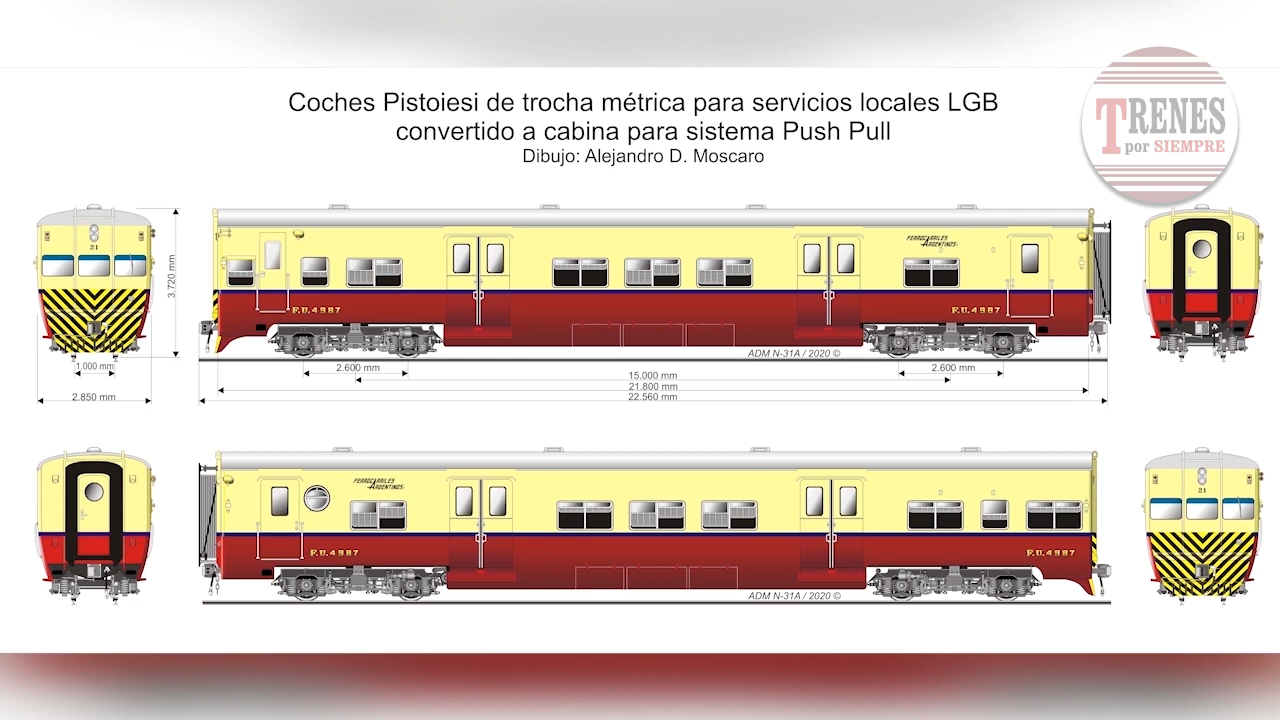 Coches Pistoiesi de trocha métrica para servicios locales LGB
convertido a cabina para sistema Push Pull
Dibujo: Alejandro D. Moscaro
TRENES
por SIEMPRE
21
3.720 mm
1.000 mm
2.850 mm
FERROCARRILES
ARGENTINOS
F.U.4987
F.U.4987
ADM N-31A / 2020 ©
2.600 mm
2.600 mm
15.000 mm
21.800 mm
22.560 mm
FERROCARRILES
ARGENTINOS
F.U.4987
F.U.4987
ADM N-31A / 2020 ©
21